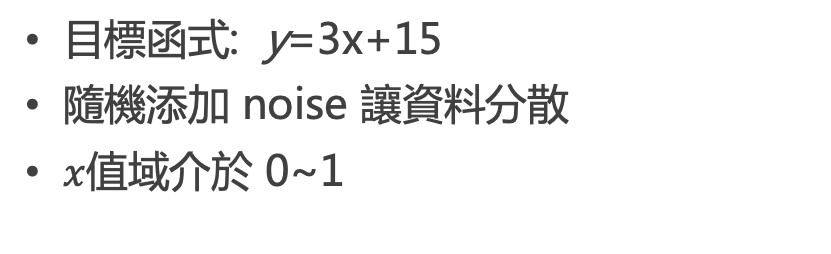 • 目標函式: y=3x+15
• 隨機添加 noise 讓資料分散
• x值域介於 0~1